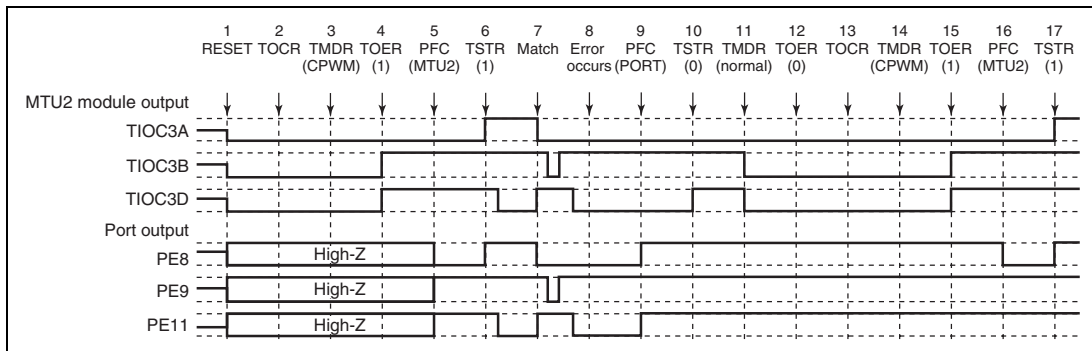 1 2 3 4 5 6 7 8 9 10 11 12 13 14 15 16 17
RESET TOCR TMDR TOER PFC TSTR Match Error PFC TSTR TMDR TOER TOCR TMDR TOER PFC TSTR
(CPWM) (1) (MTU2) (1) occurs (PORT) (0) (normal) (0) (CPWM) (1) (MTU2) (1)
MTU2 module output
TIOC3A
TIOC3B
TIOC3D
Port output
PE8 High-Z
PE9 High-Z
PE11 High-Z